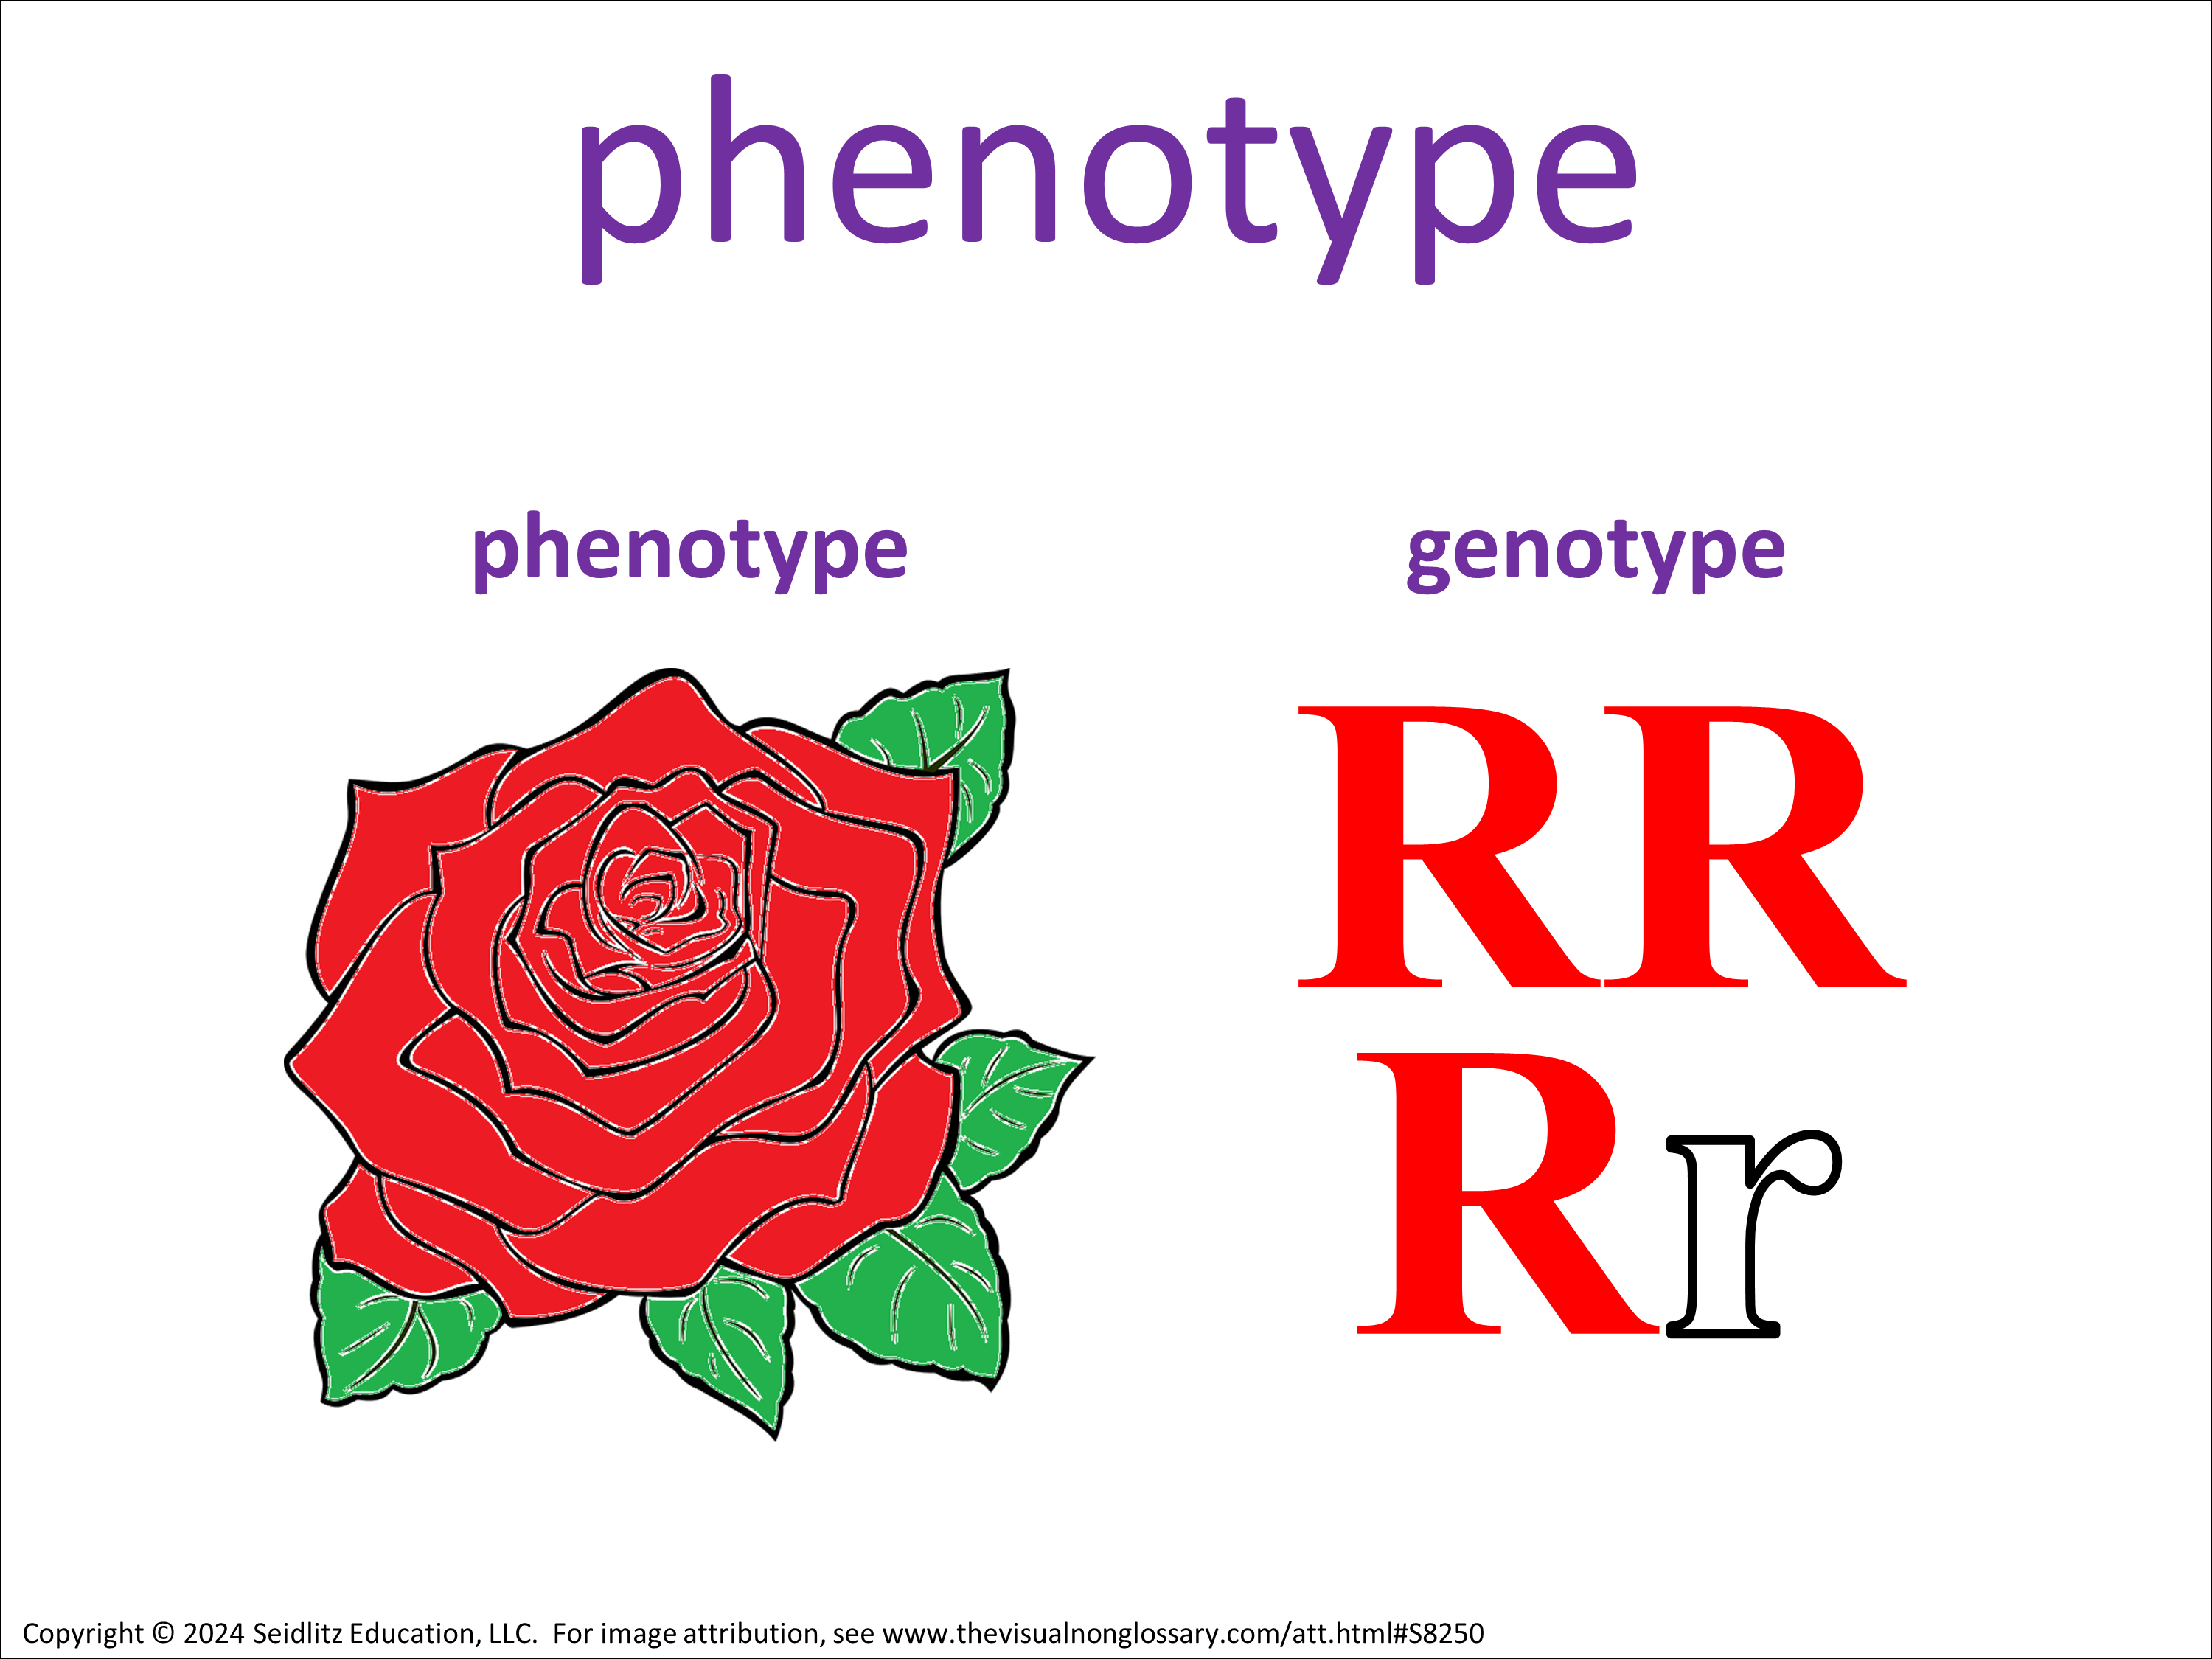 phenotype
phenotype genotype
RR
Rr
Copyright © 2024 Seidlitz Education, LLC.  For image attribution, see www.thevisualnonglossary.com/att.html#S8250